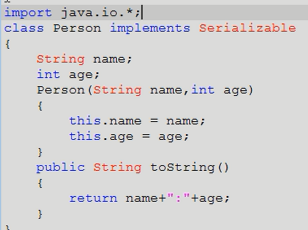 import java.io.*;
class Person implements Serializable
{
    String name;
    int age;
    Person(String name,int age)
    {
        this.name = name;
        this.age = age;
    }
    public String toString()
    {
        return name+":"+age;
    }
}